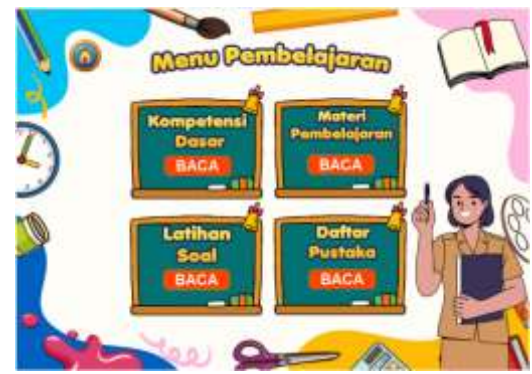 Menu Pembelajaran
Kompetensi
Dasar
BACA
Materi
Pembelajaran
BACA
Latihan
Soal
BACA
Daftar
Pustaka
BACA